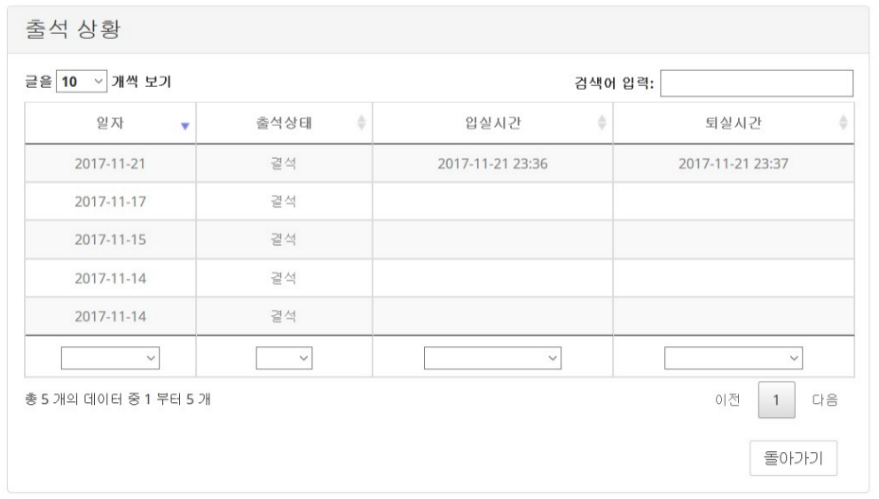 출석 상황
글을 10 개씩 보기 검색어 입력:
일자 출석상태 입실시간 퇴실시간
2017-11-21 결석 2017-11-21 23:36 2017-11-21 23:37
2017-11-17 결석
2017-11-15 결석
2017-11-14 결석
2017-11-14 결석
총 5 개의 데이터 중 1 부터 5 개 이전 1 다음
돌아가기